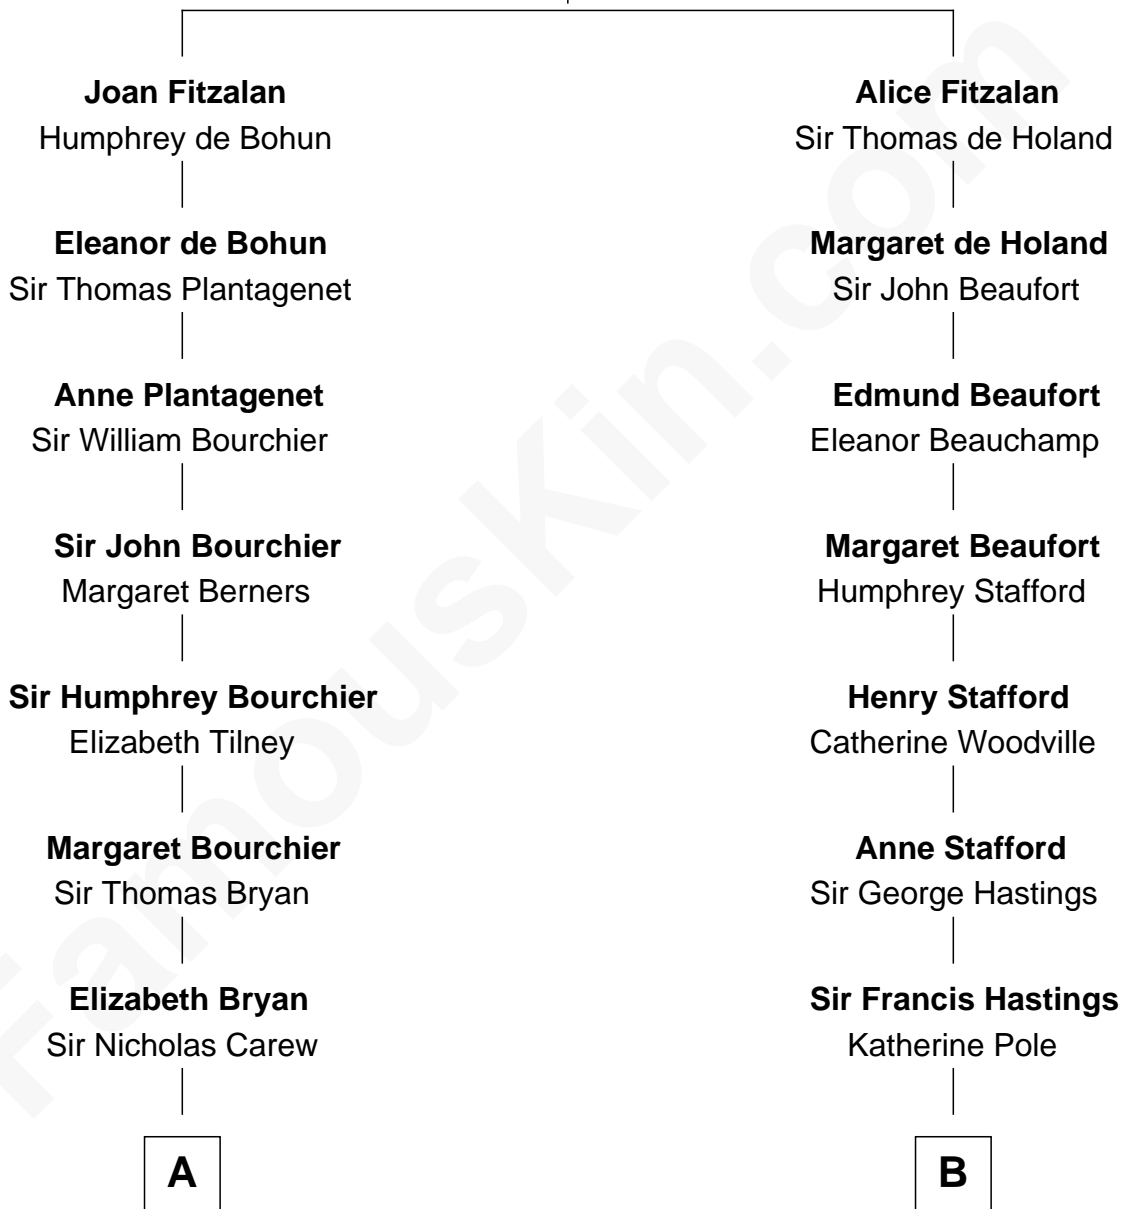 Joan Fitzalan
Humphrey de Bohun
Eleanor de Bohun
Sir Thomas Plantagenet
Anne Plantagenet
Sir William Bourchier
Sir John Bourchier
Margaret Berners
Sir Humphrey Bourchier
Elizabeth Tilney
Margaret Bourchier
Sir Thomas Bryan
Elizabeth Bryan
Sir Nicholas Carew
A
Alice Fitzalan
Sir Thomas de Holand
Margaret de Holand
Sir John Beaufort
Edmund Beaufort
Eleanor Beauchamp
Margaret Beaufort
Humphrey Stafford
Henry Stafford
Catherine Woodville
Anne Stafford
Sir George Hastings
Sir Francis Hastings
Katherine Pole
B
FamousKin.com